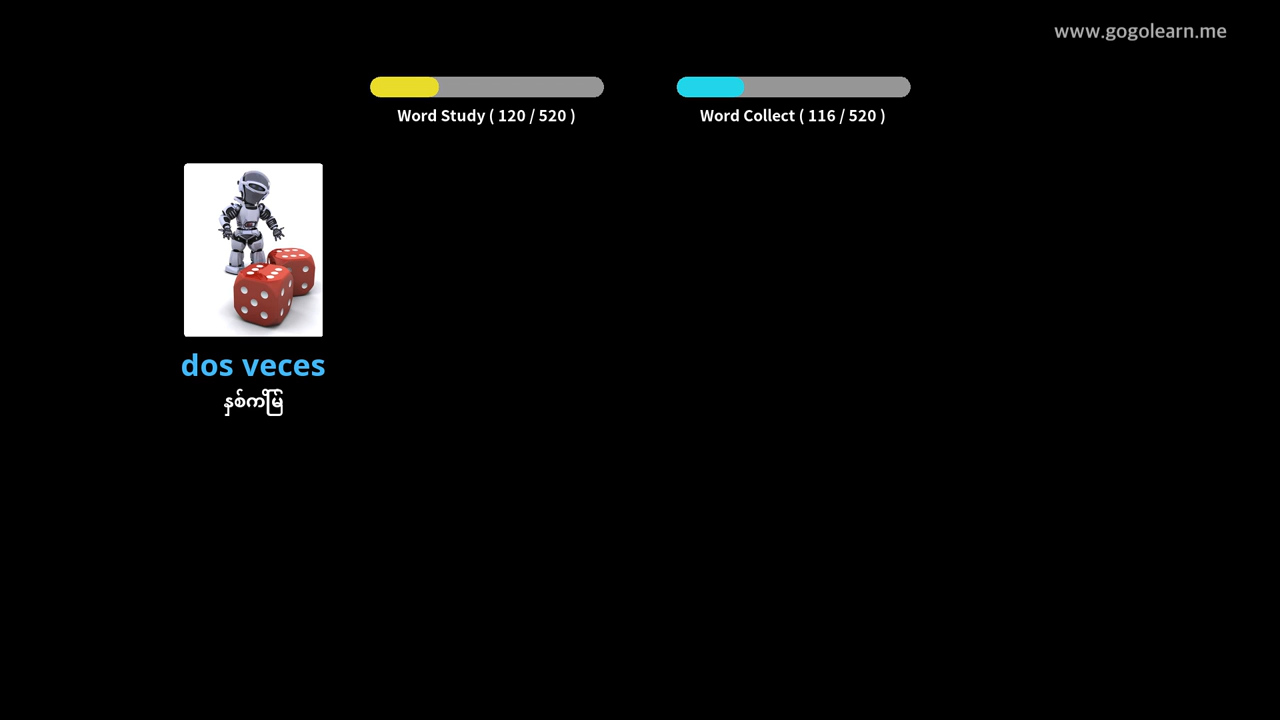 www.gogolearn.me
Word Study ( 120 / 520 )
Word Collect ( 116 / 520 )
dos veces
နှစ်ကြိမ်